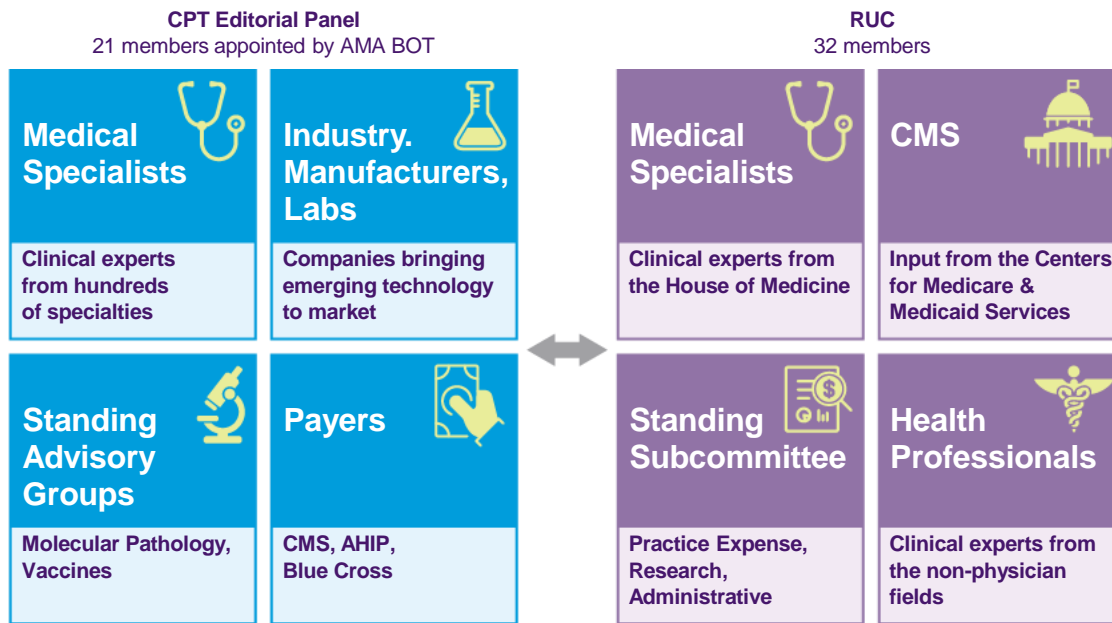 CPT Editorial Panel
21 members appointed by AMA BOT
Medical
Specialists
Clinical experts
from hundreds
of specialties
Industry.
Manufacturers,
Labs
Companies bringing
emerging technology
to market
Standing
Advisory
Groups
Molecular Pathology,
Vaccines
Payers
CMS, AHIP,
Blue Cross
RUC
32 members
Medical
Specialists
Clinical experts from
the House of Medicine
CMS
Input from the Centers
for Medicare &
Medicaid Services
Standing
Subcommittee
Practice Expense,
Research,
Administrative
Health
Professionals
Clinical experts from
the non-physician
fields